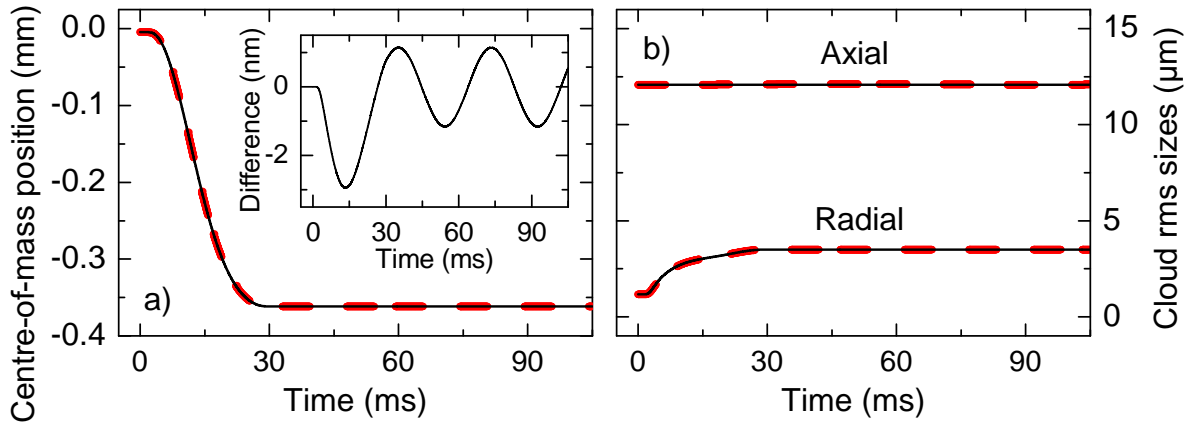 Centre-of-mass position (mm)
0.0
-0.1
-0.2
-0.3
-0.4
0 30 60 90
Time (ms)
a)
Difference (nm)
0
-2
0 30 60 90
Time (ms)
b)
Axial
Radial
0 30 60 90
Time (ms)
15
10
5
0
Cloud rms sizes (µm)